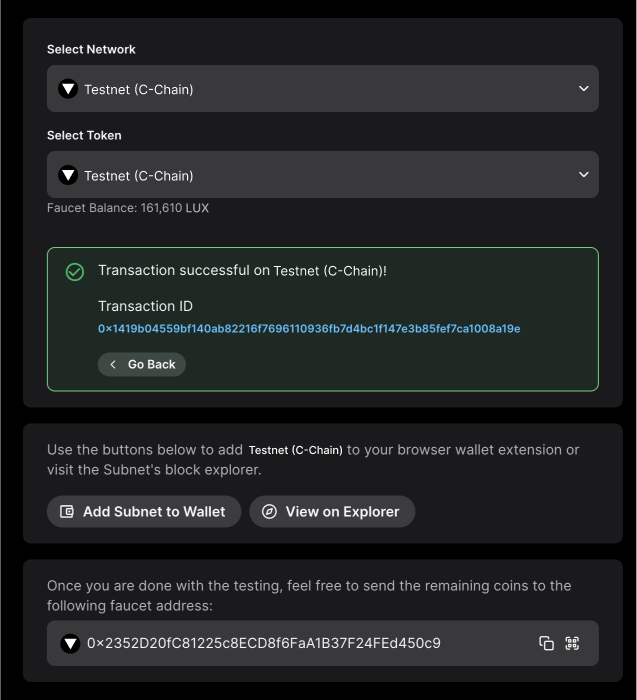 Select Network
Testnet (C-Chain)
Select Token
Testnet (C-Chain)
Faucet Balance: 161,610 LUX
Transaction successful on Testnet (C-Chain)!
Transaction ID
0x1419b04559bf140ab82216f7696110936fb7d4bc1f147e3b85fef7ca1008a19e
Go Back
Use the buttons below to add Testnet (C-Chain) to your browser wallet extension or
visit the Subnet's block explorer.
Add Subnet to Wallet
View on Explorer
Once you are done with the testing, feel free to send the remaining coins to the
following faucet address:
0x2352D20fC81225c8ECD8f6FaA1B37F24FEd450c9